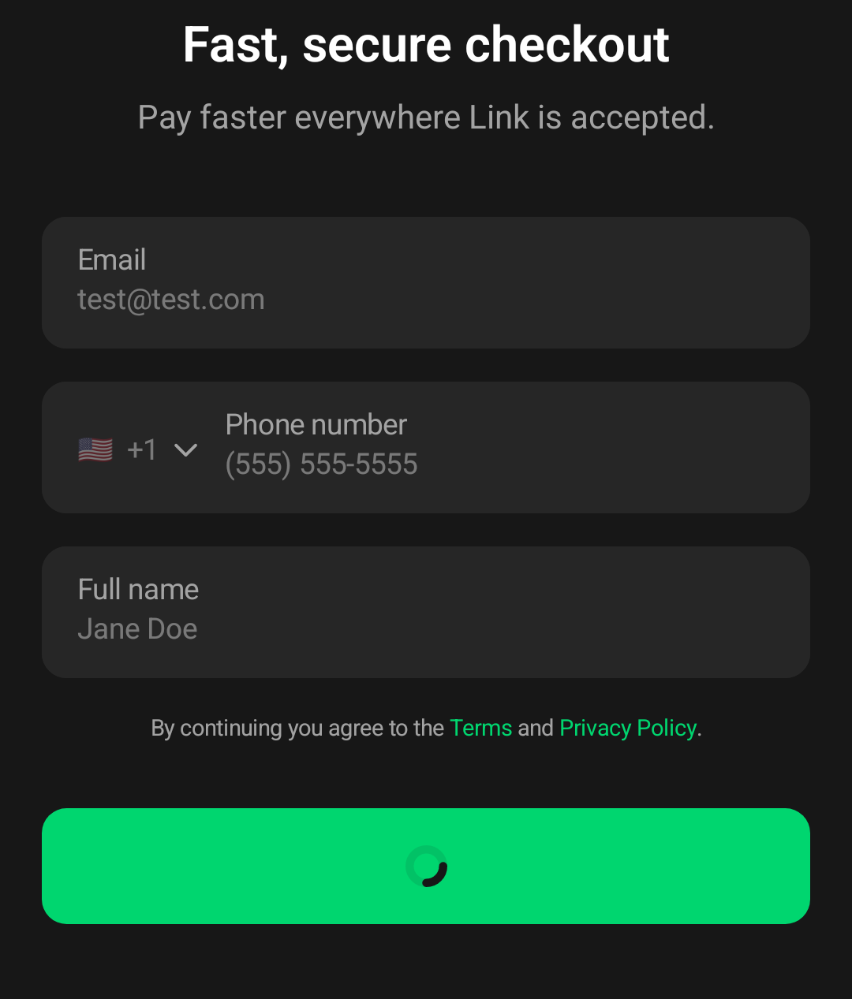 Fast, secure checkout
Pay faster everywhere Link is accepted.
Email
test@test.com
Phone number
+1
(555) 555-5555
Full name
Jane Doe
By continuing you agree to the Terms and Privacy Policy.